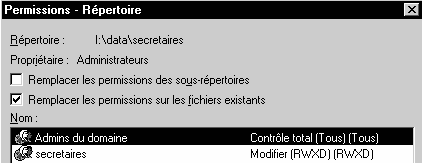 Permissions - Répertoire
Répertoire : I:\data\secretaires
Propriétaire : Administrateurs
Remplacer les permissions des sous-répertoires
Remplacer les permissions sur les fichiers existants
Nom :
Admins du domaine Contrôle total (Tous) (Tous)
secretaires Modifier (RWXD) (RWXD)